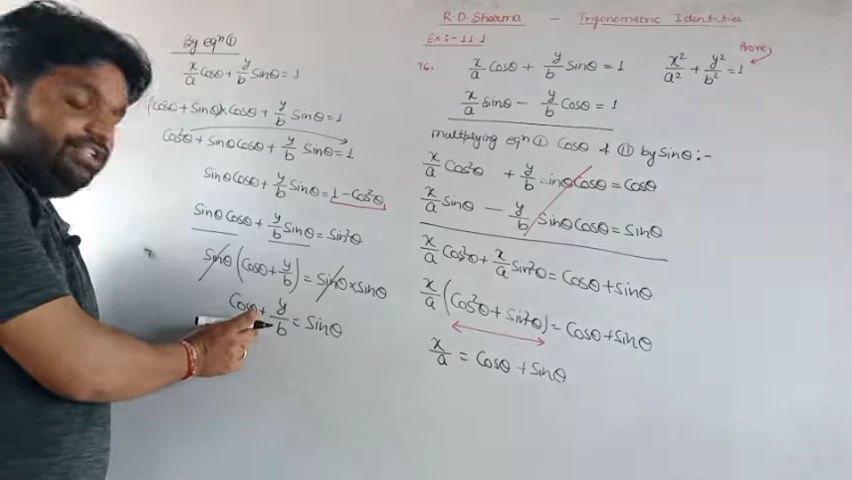 R.D. Sharma - Trigonometric Identities
Ex:- 11.1
76. x/a Cosθ + y/b Sinθ = 1
x/a Sinθ - y/b Cosθ = 1
x²/a² + y²/b² = 1
Prove
multiplying eqⁿ ① Cosθ & ⑪ by Sinθ:-
x/a Cos²θ + y/b SinθCosθ = Cosθ
x/a Sinθ - y/b SinθCosθ = Sinθ
x/a Cos²θ + x/a Sin²θ = Cosθ + Sinθ
x/a (Cos²θ + Sin²θ) = Cosθ + Sinθ
x/a = Cosθ + Sinθ
By eqⁿ ①
x/a Cosθ + y/b Sinθ = 1
(Cosθ + Sinθ)×Cosθ + y/b Sinθ = 1
Cos²θ + SinθCosθ + y/b Sinθ = 1
SinθCosθ + y/b Sinθ = 1 - Cos²θ
SinθCosθ + y/b Sinθ = Sin²θ
Sinθ (Cosθ + y/b) = Sinθ×Sinθ
Cosθ + y/b = Sinθ